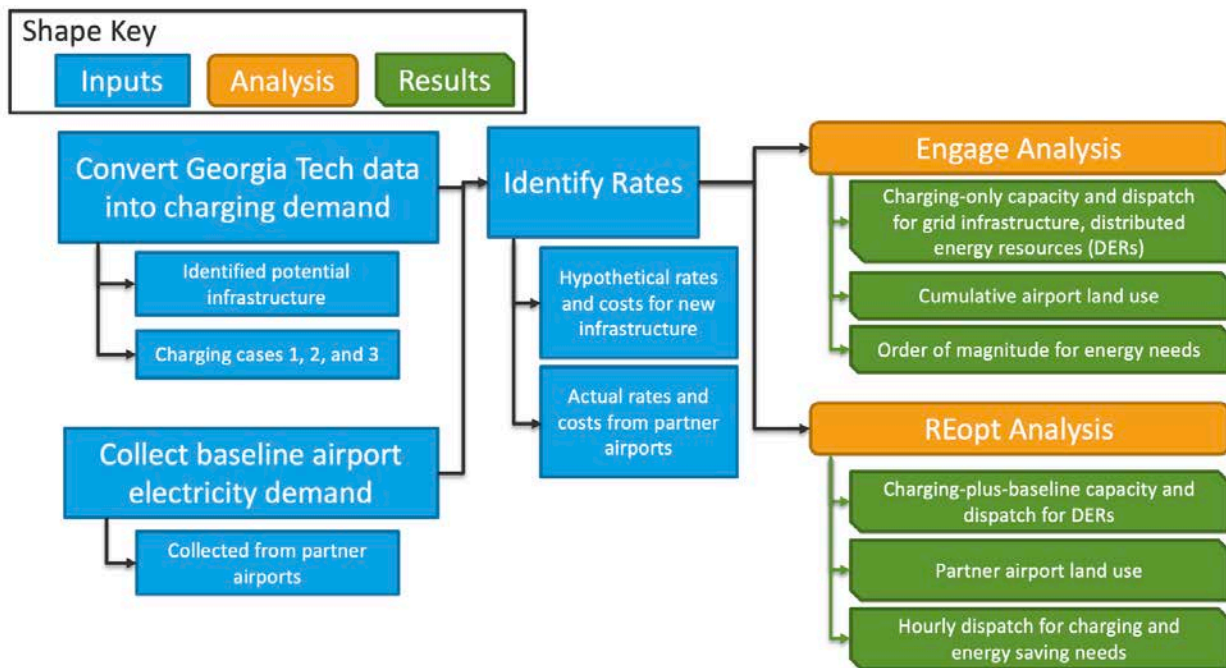 Shape Key
Inputs
Analysis
Results
Convert Georgia Tech data
into charging demand
Identified potential
infrastructure
Charging cases 1, 2, and 3
Collect baseline airport
electricity demand
Collected from partner
airports
Identify Rates
Hypothetical rates
and costs for new
infrastructure
Actual rates and
costs from partner
airports
Engage Analysis
Charging-only capacity and dispatch
for grid infrastructure, distributed
energy resources (DERs)
Cumulative airport land use
Order of magnitude for energy needs
REopt Analysis
Charging-plus-baseline capacity and
dispatch for DERs
Partner airport land use
Hourly dispatch for charging and
energy saving needs